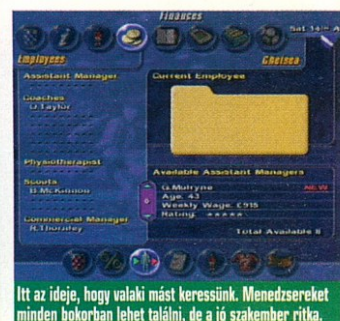 Finances
Sat 14
Employees
Chelsea
Assistant Manager
Current Employee
Coaches
D.Taylor
Physiotherapist
Scouts
B.McKinnon
Commercial Manager
R.Thornley
Available Assistant Managers
G.Mulryne
Age: 43
Weekly Wage: £915
Rating:
Total Available 8
Itt az ideje, hogy valaki mást keressünk. Menedzsereket
minden bokorban lehet találni, de a jó szakember ritka.